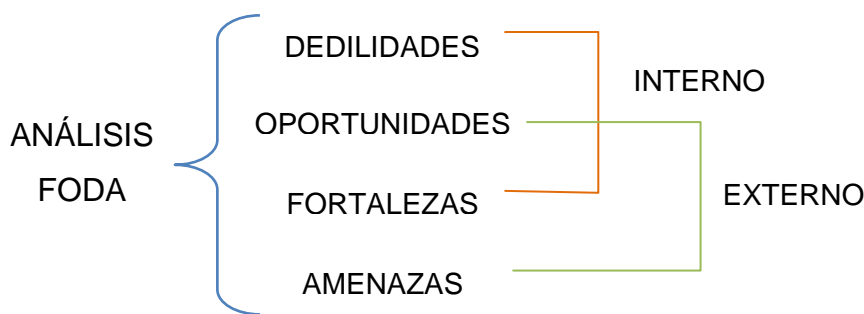 ANÁLISIS
FODA
DEDILIDADES
OPORTUNIDADES
FORTALEZAS
AMENAZAS
INTERNO
EXTERNO